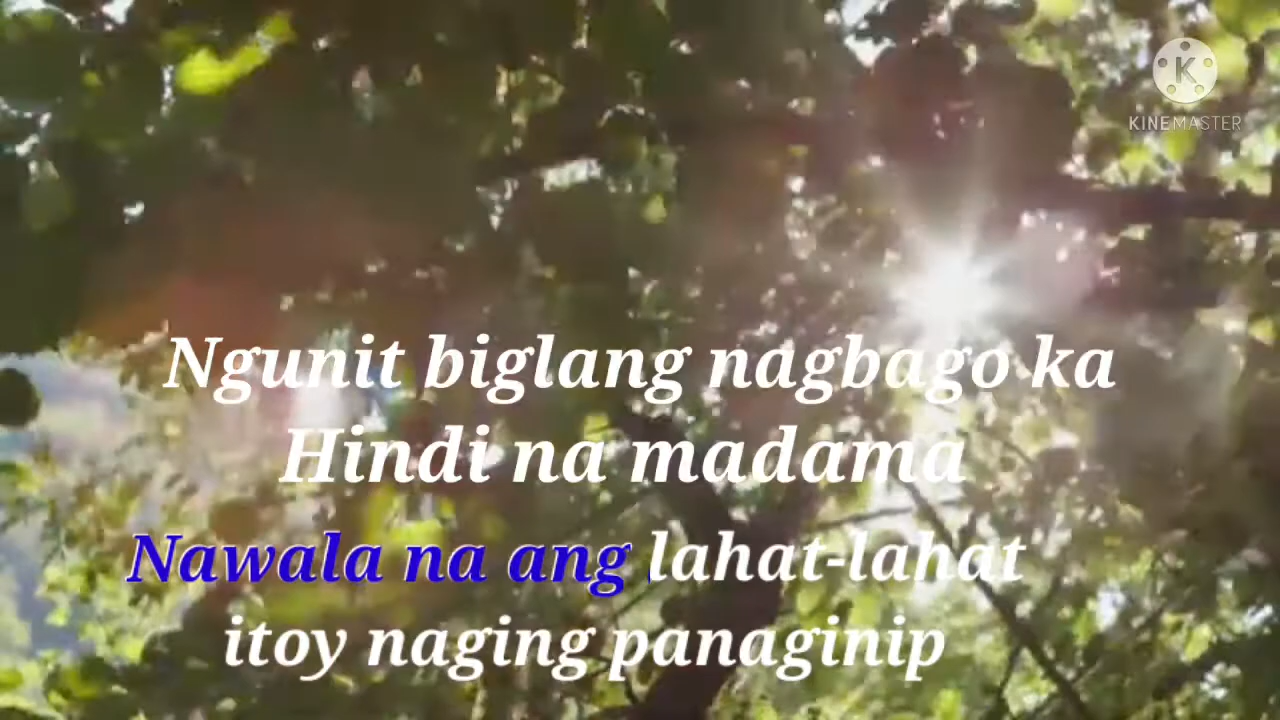 KINEMASTER
Ngunit biglang nagbago ka
Hindi na madama
Nawala na ang lahat-lahat
itoy naging panaginip